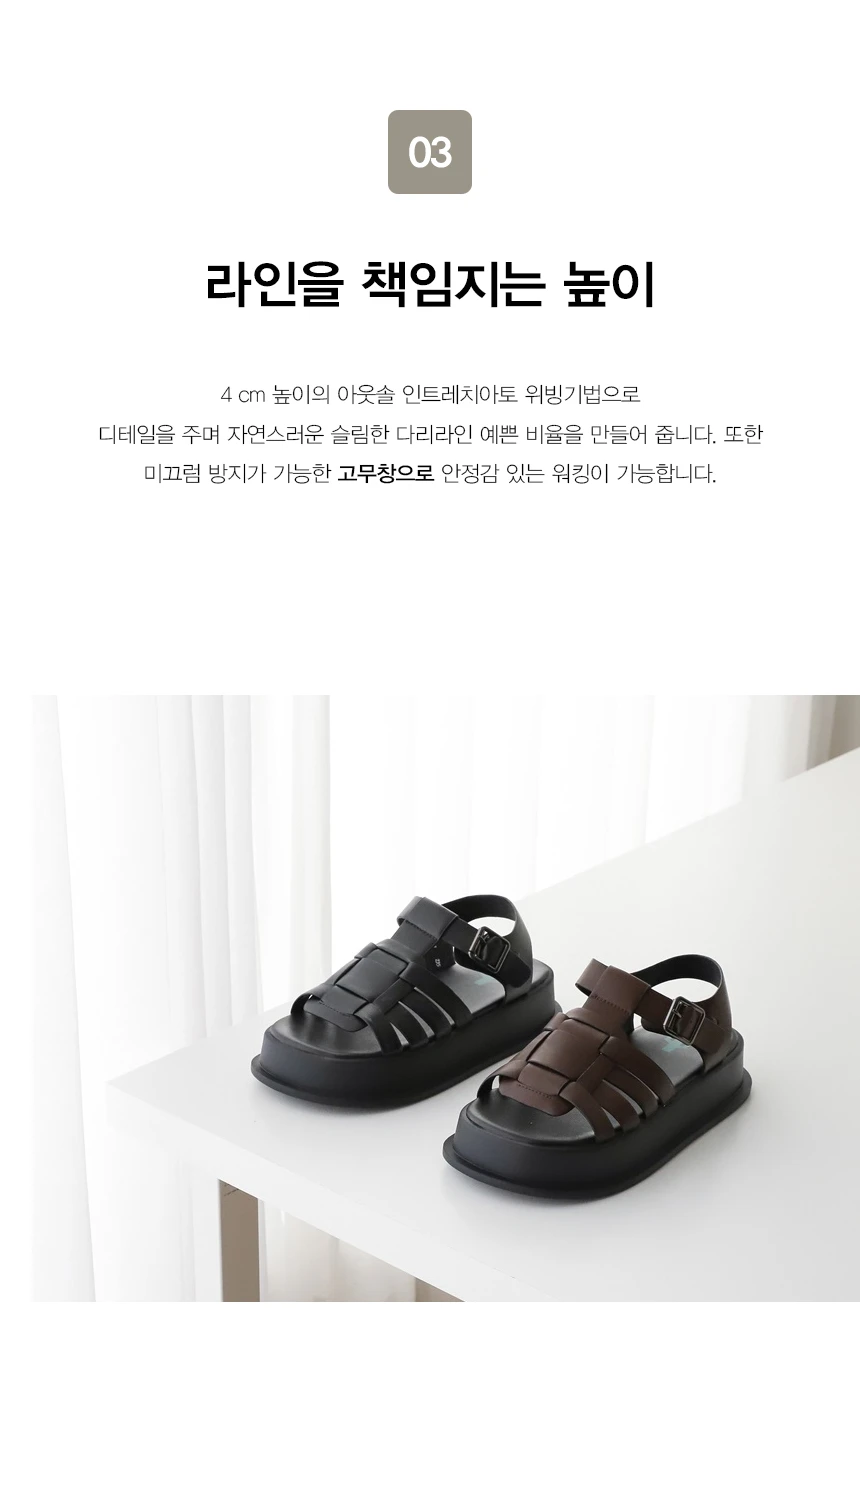 03
라인을 책임지는 높이
4 cm 높이의 아웃솔 인트레치아토 위빙기법으로
디테일을 주며 자연스러운 슬림한 다리라인 예쁜 비율을 만들어 줍니다. 또한
미끄럼 방지가 가능한 고무창으로 안정감 있는 워킹이 가능합니다.